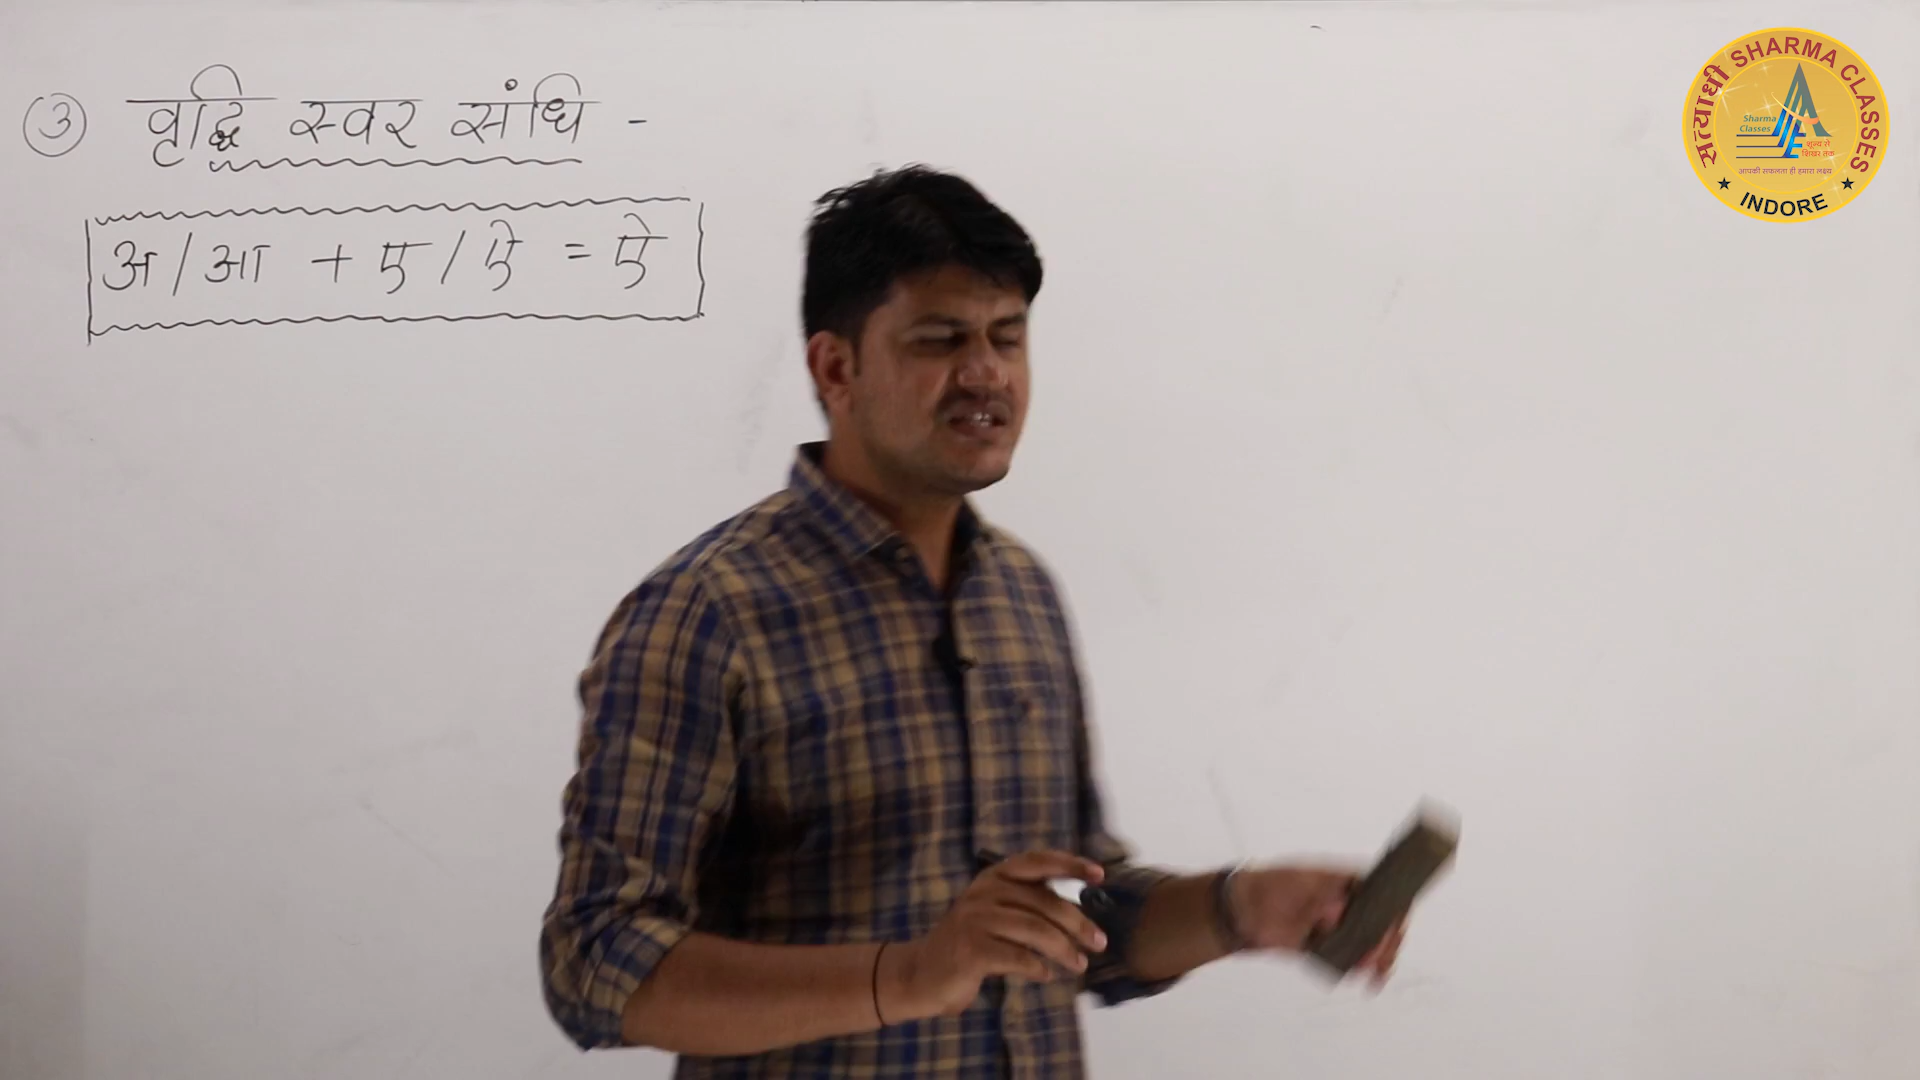 ③ वृद्धि स्वर संधि -
अ / आ + ए / ऐ = ऐ
सत्यार्थी SHARMA CLASSES
Sharma
Classes
शून्य से
शिखर तक
आपकी सफलता ही हमारा लक्ष्य
★ INDORE ★